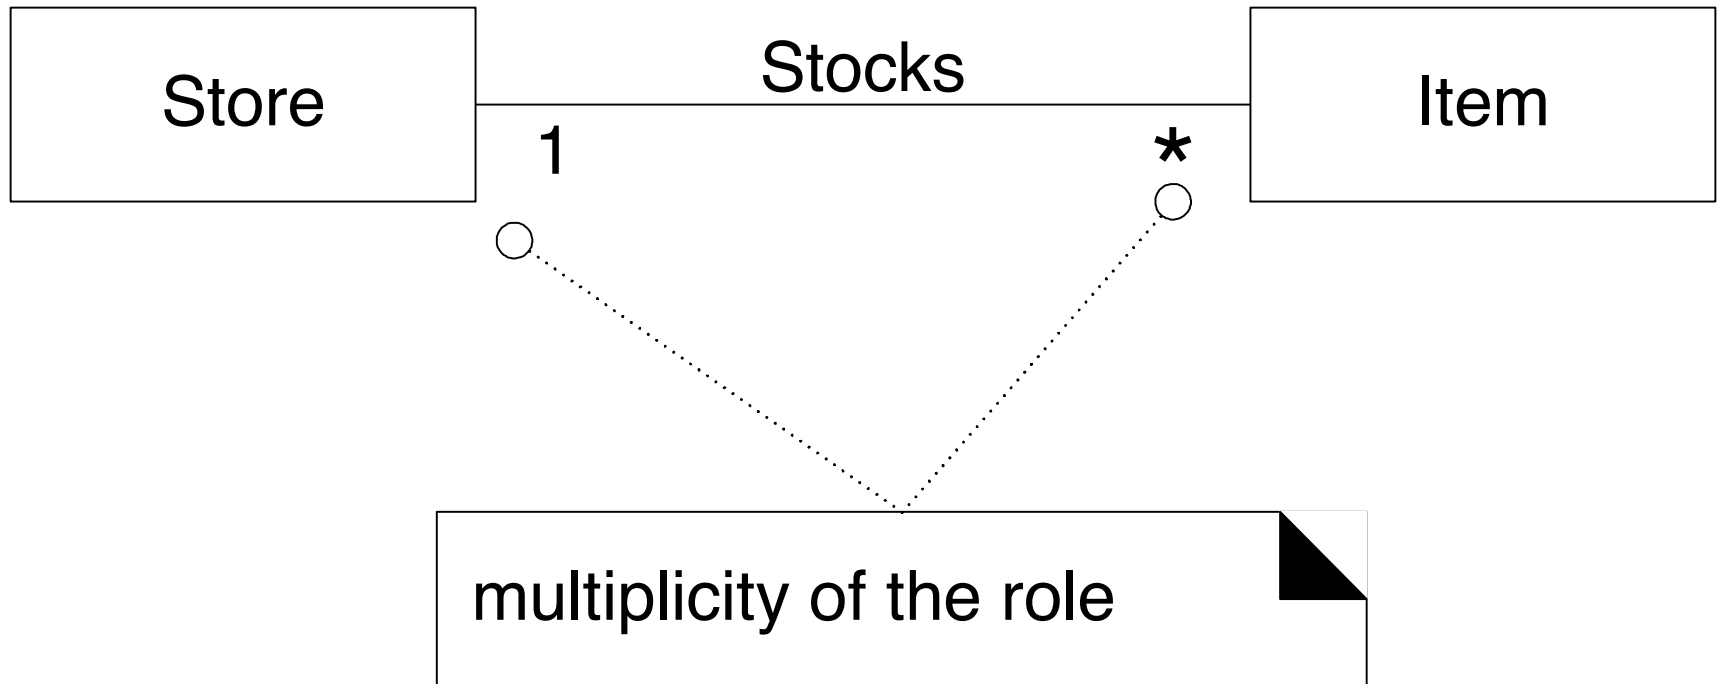 Store
Stocks
Item
1
*
multiplicity of the role